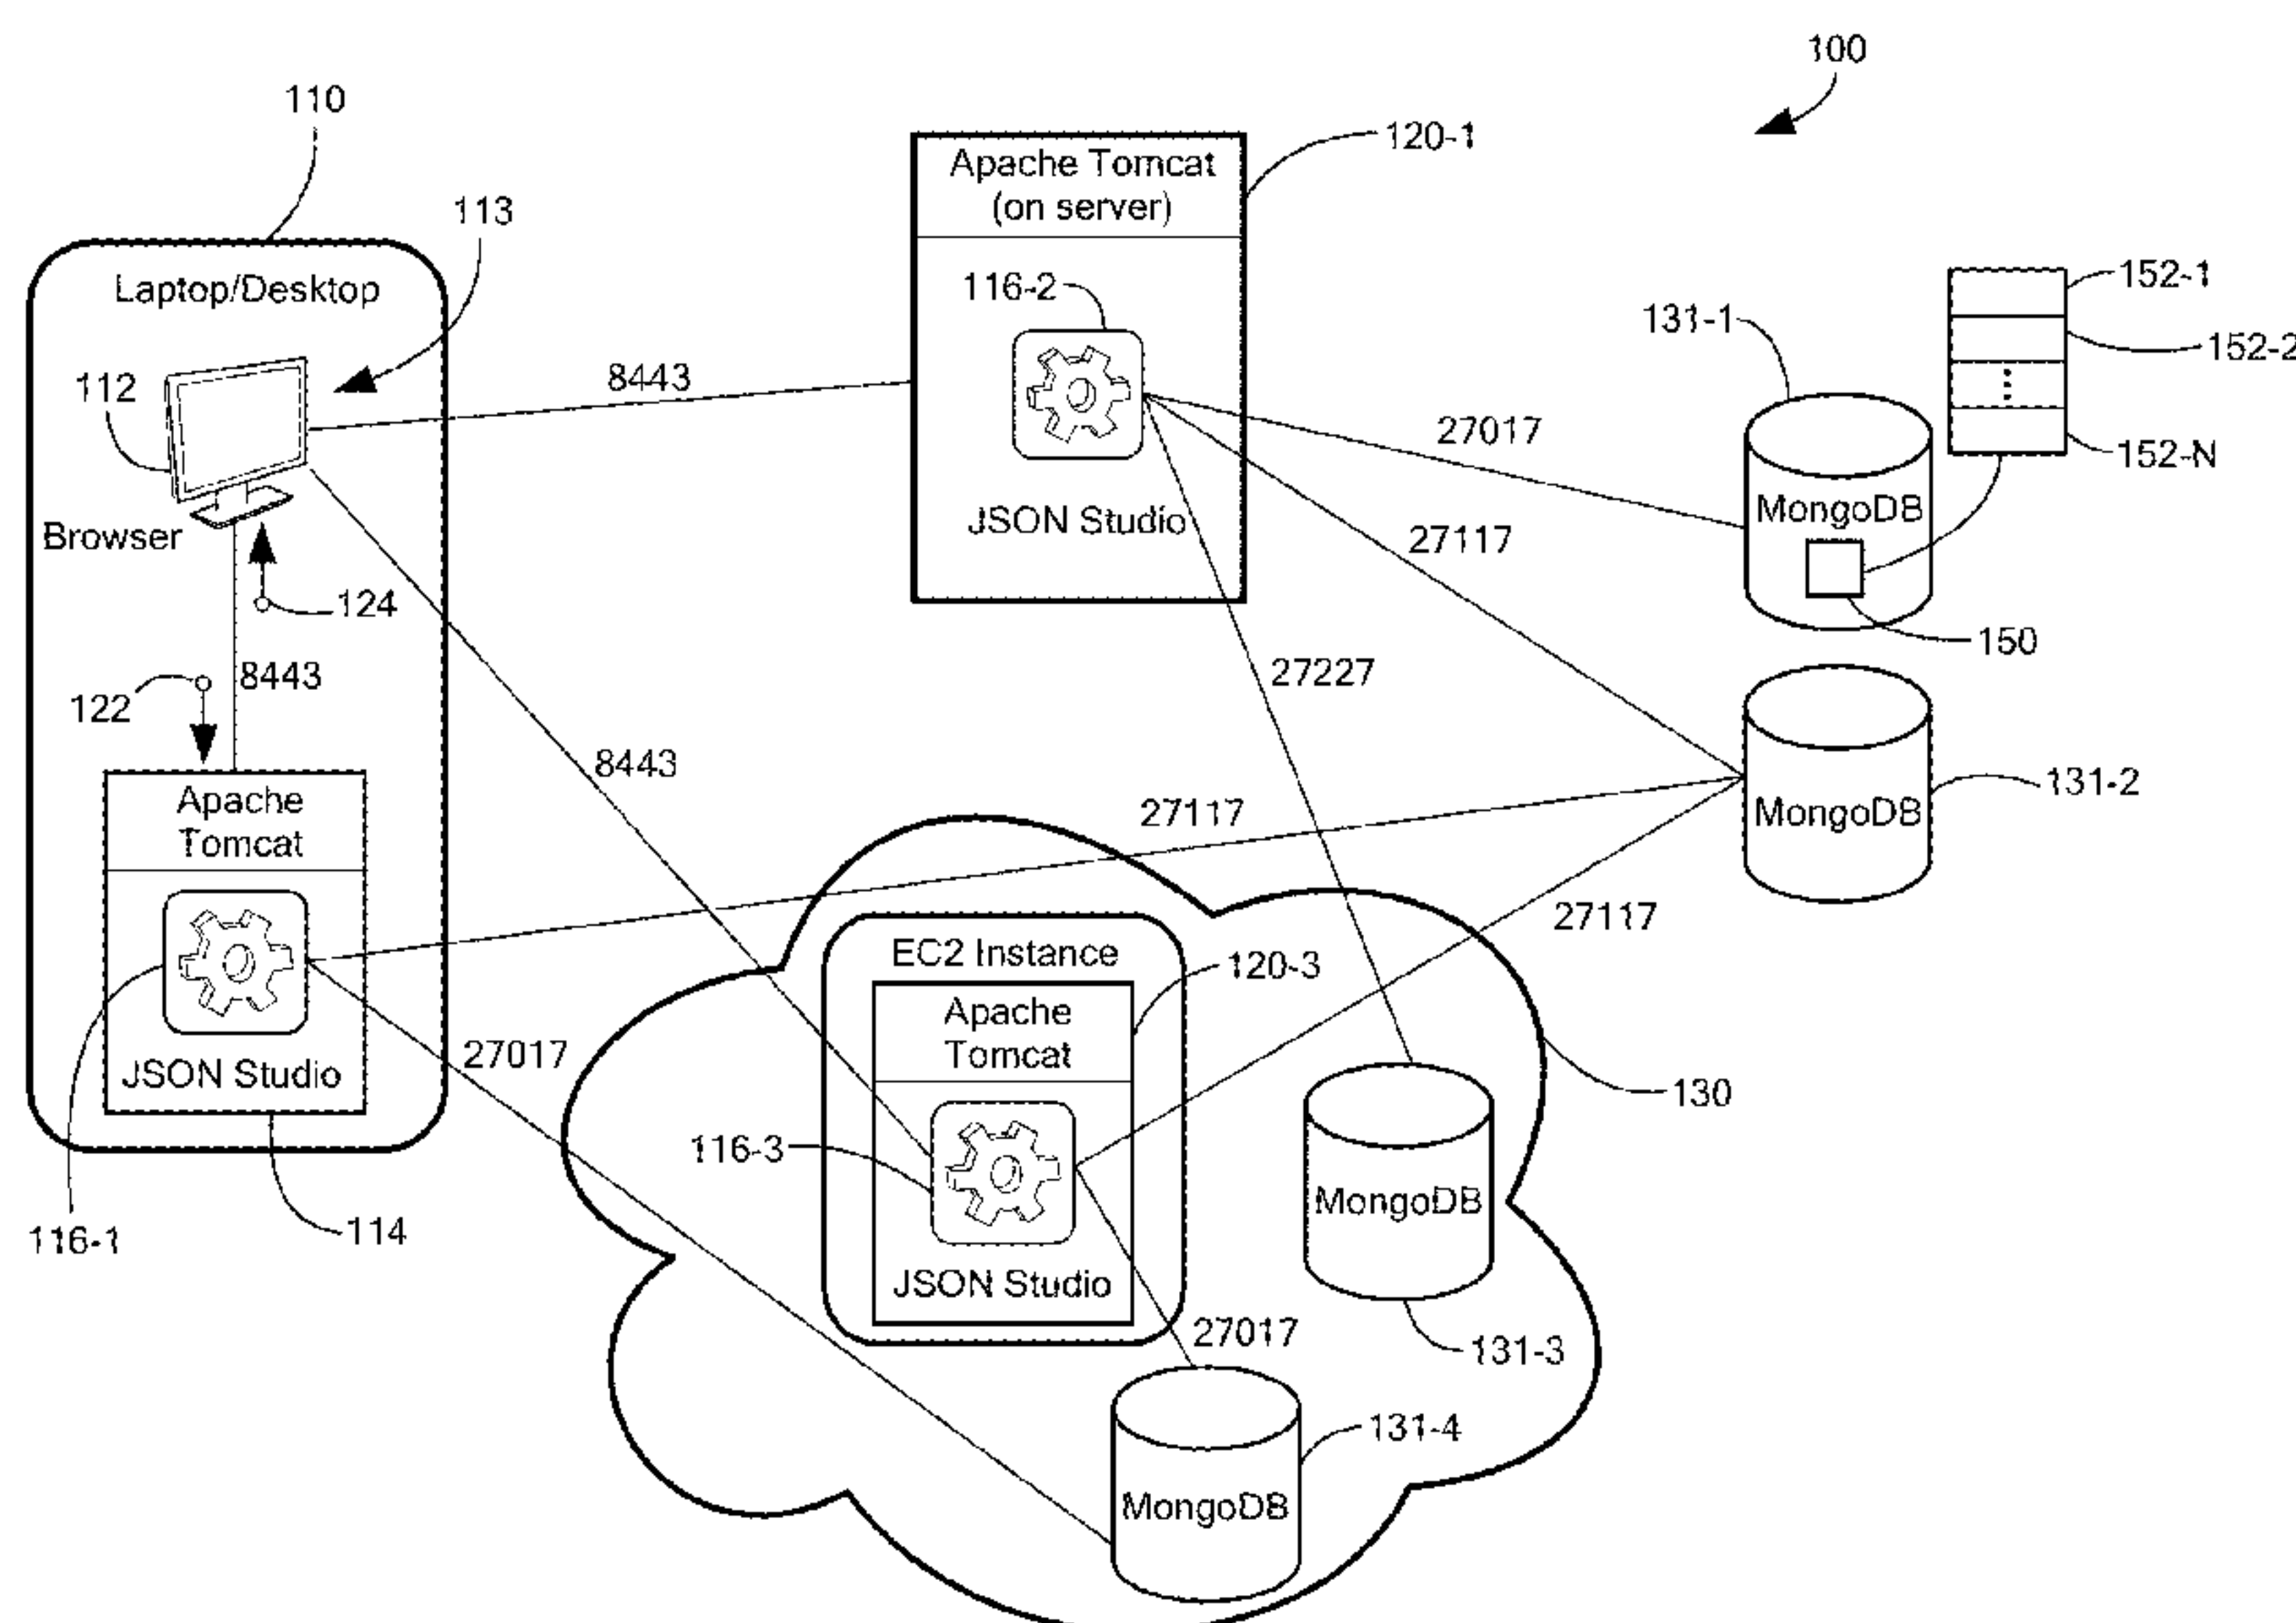 100
110
120-1
Apache Tomcat
(on server)
113
Laptop/Desktop
152-1
116-2
131-1
152-2
8443
112
27017
152-N
MongoDB
JSON Studio
Browser
27117
124
150
27227
8443
122
8443
131-2
Apache
Tomcat
27117
MongoDB
27117
EC2 Instance
120-3
Apache
Tomcat
27017
JSON Studio
130
116-3
MongoDB
114
116-1
JSON Studio
27017
131-3
131-4
MongoDB